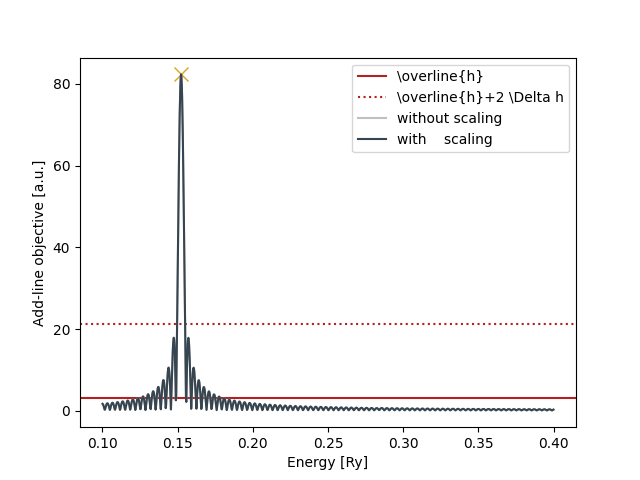 \overline{h}
\overline{h}+2 \Delta h
without scaling
with    scaling
Add-line objective [a.u.]
80
60
40
20
0
0.10 0.15 0.20 0.25 0.30 0.35 0.40
Energy [Ry]